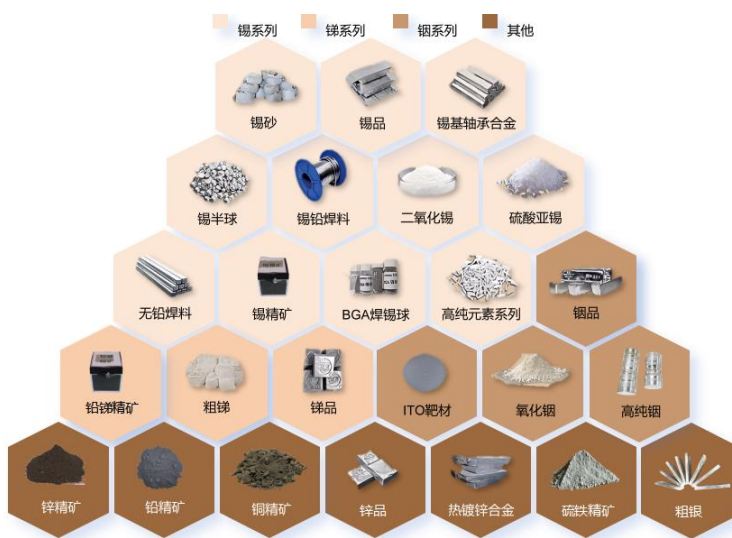 锡系列 锑系列 铟系列 其他
锡砂 锡品 锡基轴承合金
锡半球 锡铅焊料 二氧化锡 硫酸亚锡
无铅焊料 锡精矿 BGA焊锡球 高纯元素系列 铟品
铅锑精矿 粗锑 锑品 ITO靶材 氧化铟 高纯铟
锌精矿 铅精矿 铜精矿 锌品 热镀锌合金 硫铁精矿 粗银